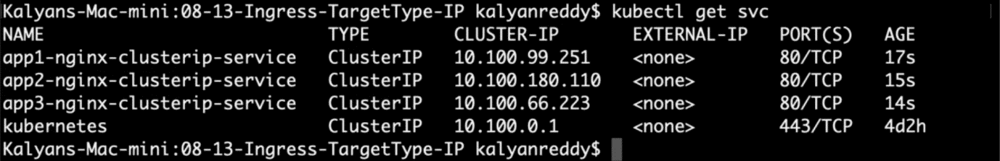 Kalyans-Mac-mini:08-13-Ingress-TargetType-IP kalyanreddy$ kubectl get svc
NAME TYPE CLUSTER-IP EXTERNAL-IP PORT(S) AGE
app1-nginx-clusterip-service ClusterIP 10.100.99.251 <none> 80/TCP 17s
app2-nginx-clusterip-service ClusterIP 10.100.180.110 <none> 80/TCP 15s
app3-nginx-clusterip-service ClusterIP 10.100.66.223 <none> 80/TCP 14s
kubernetes ClusterIP 10.100.0.1 <none> 443/TCP 4d2h
Kalyans-Mac-mini:08-13-Ingress-TargetType-IP kalyanreddy$